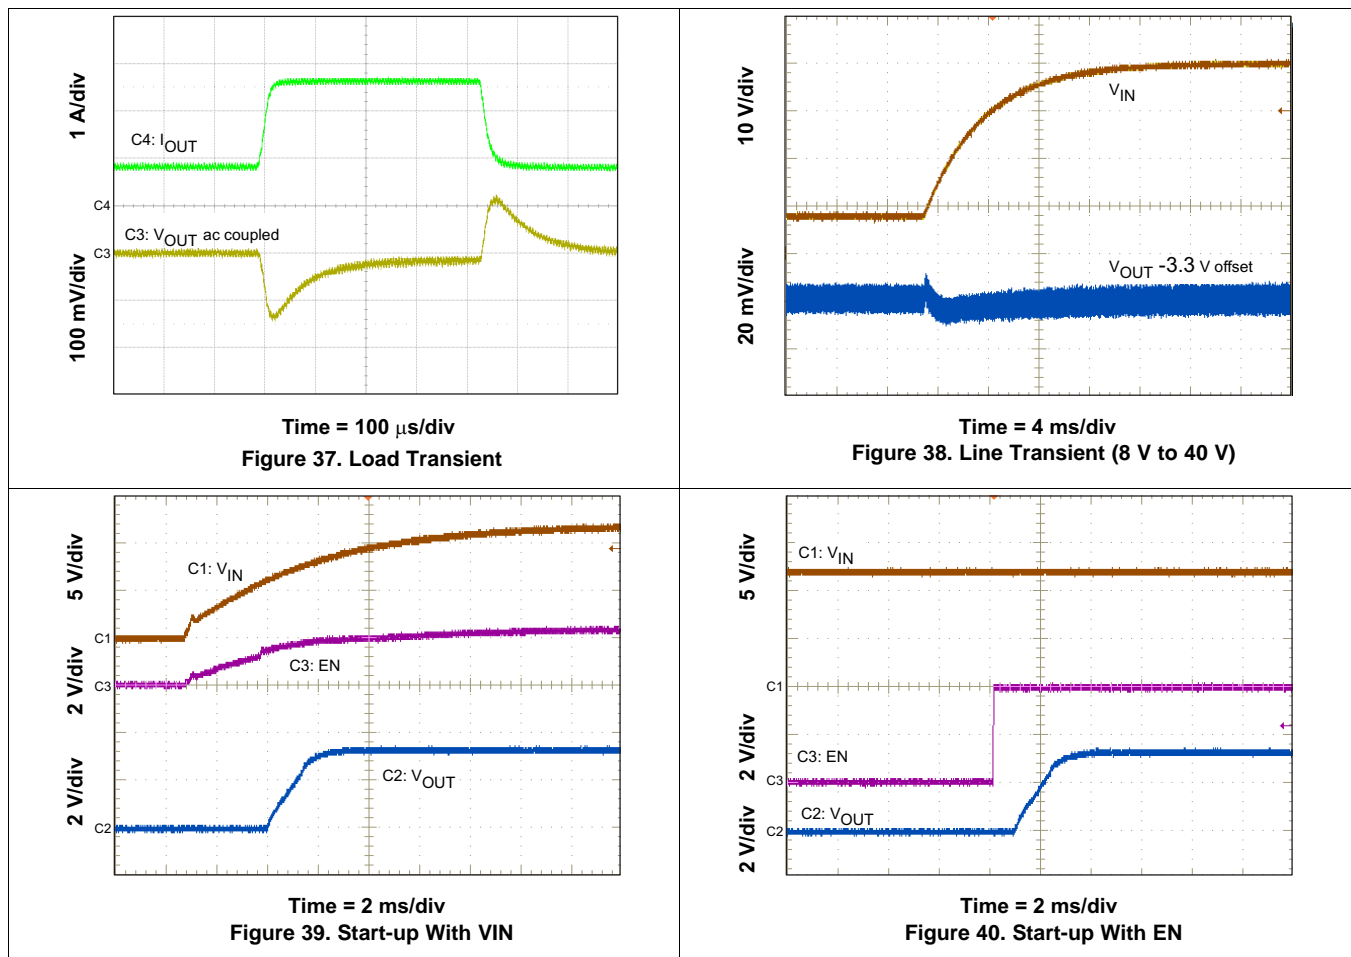 1 A/div
C4: IOUT
C4
C3: VOUT ac coupled
C3
100 mV/div
Time = 100 μs/div
Figure 37. Load Transient
10 V/div
VIN
VOUT -3.3 V offset
20 mV/div
Time = 4 ms/div
Figure 38. Line Transient (8 V to 40 V)
5 V/div
C1: VIN
C1
C3: EN
2 V/div
C3
C2: VOUT
2 V/div
C2
Time = 2 ms/div
Figure 39. Start-up With VIN
5 V/div
C1: VIN
C1
2 V/div
C3: EN
C3
C2: VOUT
2 V/div
C2
Time = 2 ms/div
Figure 40. Start-up With EN